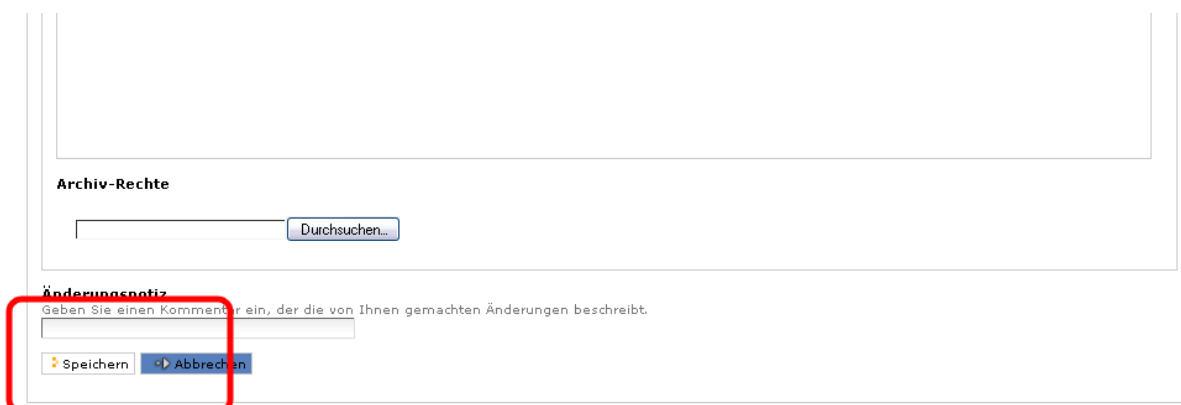 Archiv-Rechte
Durchsuchen...
Änderungsnotiz
Geben Sie einen Kommentar ein, der die von Ihnen gemachten Änderungen beschreibt.
Speichern Abbrechen